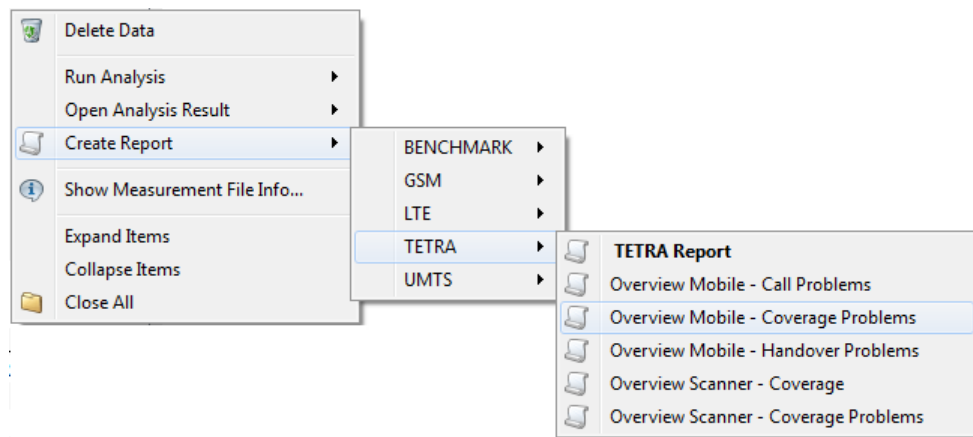 Delete Data
Run Analysis
Open Analysis Result
Create Report
Show Measurement File Info...
Expand Items
Collapse Items
Close All
BENCHMARK
GSM
LTE
TETRA
UMTS
TETRA Report
Overview Mobile - Call Problems
Overview Mobile - Coverage Problems
Overview Mobile - Handover Problems
Overview Scanner - Coverage
Overview Scanner - Coverage Problems